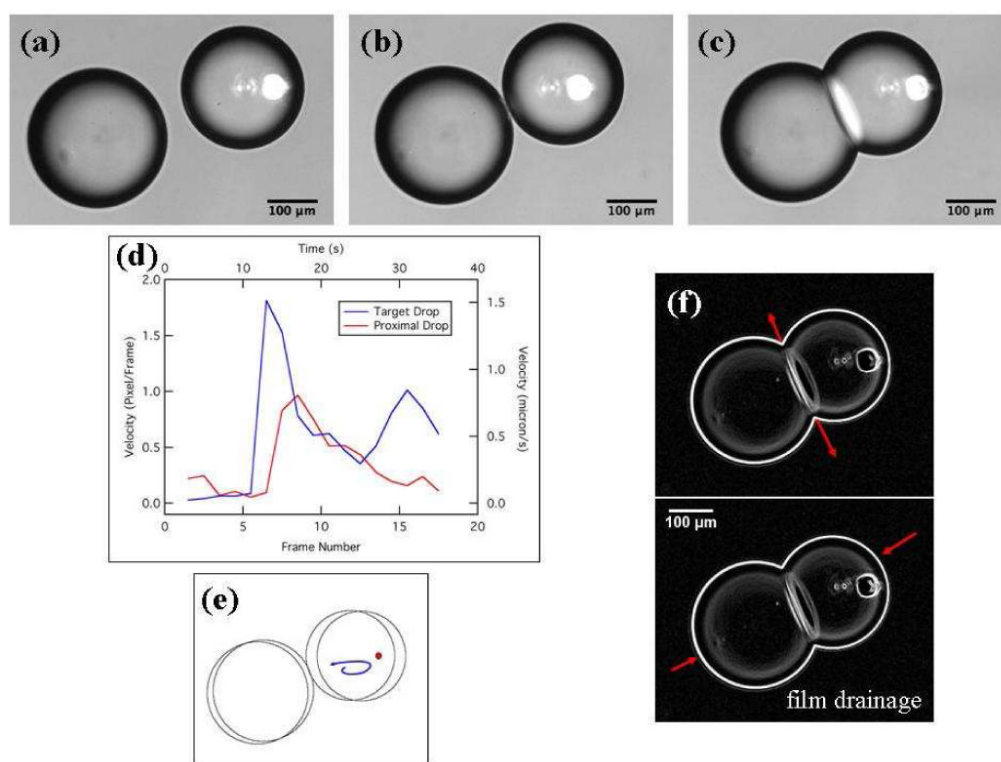 (a)
100 µm
(b)
100 µm
(c)
100 µm
(d)
Time (s)
0 10 20 30 40
Velocity (Pixel/Frame)
2.0
1.5
1.0
0.5
0.0
Target Drop
Proximal Drop
1.5
1.0
0.5
0.0
Velocity (micron/s)
0 5 10 15 20
Frame Number
(e)
(f)
100 µm
film drainage